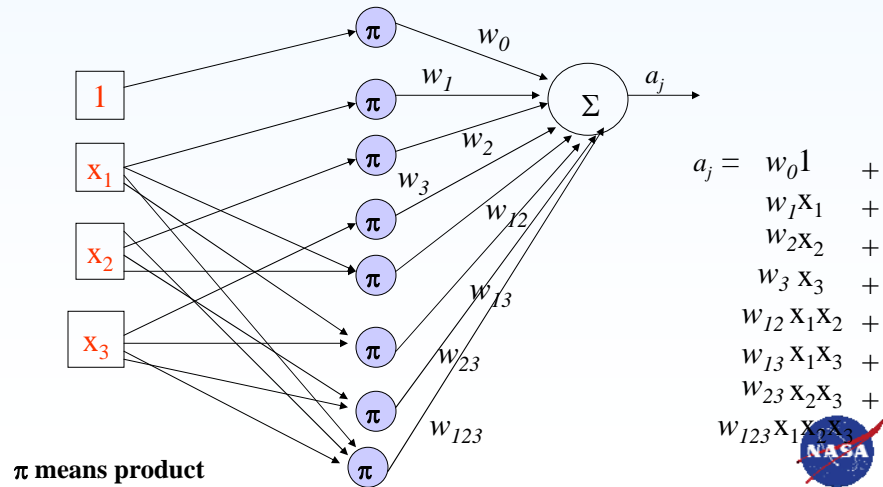 π
w₀
1
π
w₁
Σ
aⱼ
π
w₂
x₁
w₃
π
x₂
w₁₂
π
w₁₃
x₃
π
w₂₃
π
w₁₂₃
π
π means product
aⱼ = w₀1 +
w₁x₁ +
w₂x₂ +
w₃ x₃ +
w₁₂ x₁x₂ +
w₁₃ x₁x₃ +
w₂₃ x₂x₃ +
w₁₂₃x₁x₂x₃
NASA